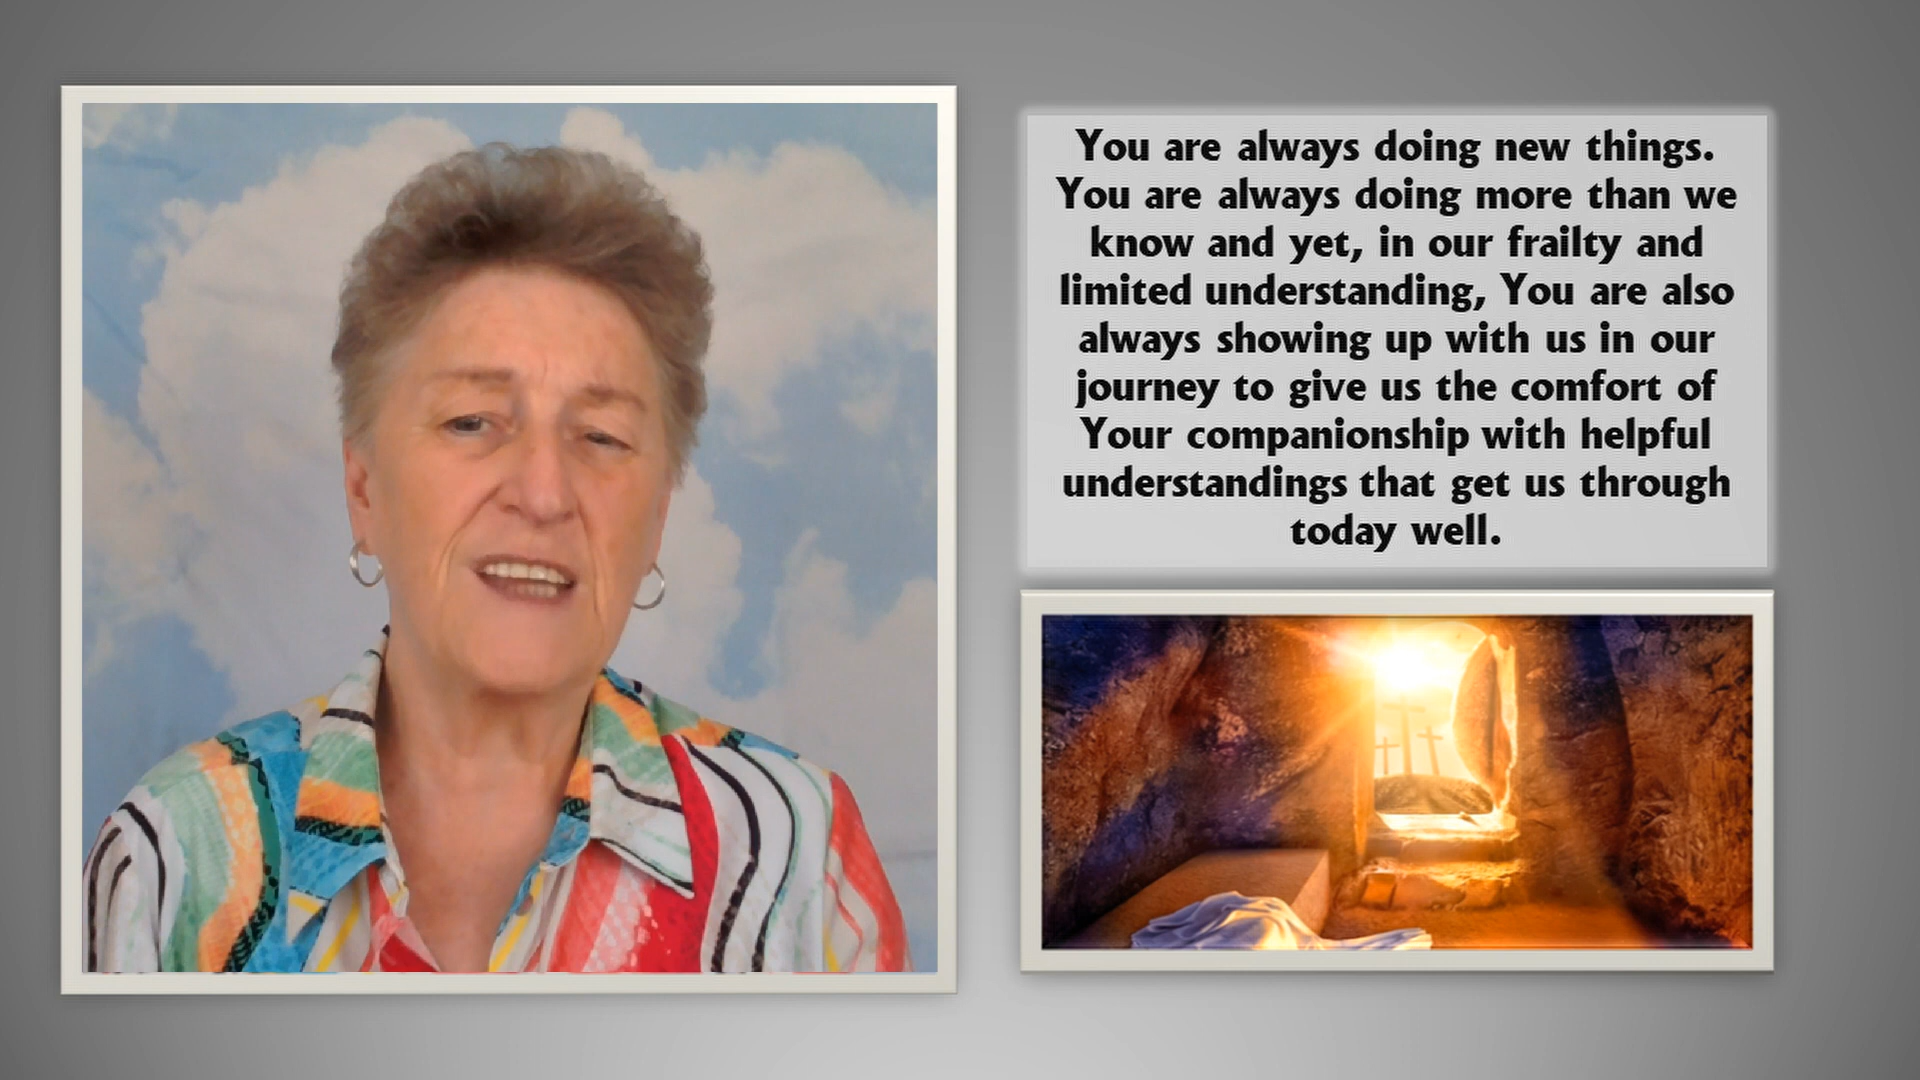 You are always doing new things.
You are always doing more than we
know and yet, in our frailty and
limited understanding, You are also
always showing up with us in our
journey to give us the comfort of
Your companionship with helpful
understandings that get us through
today well.